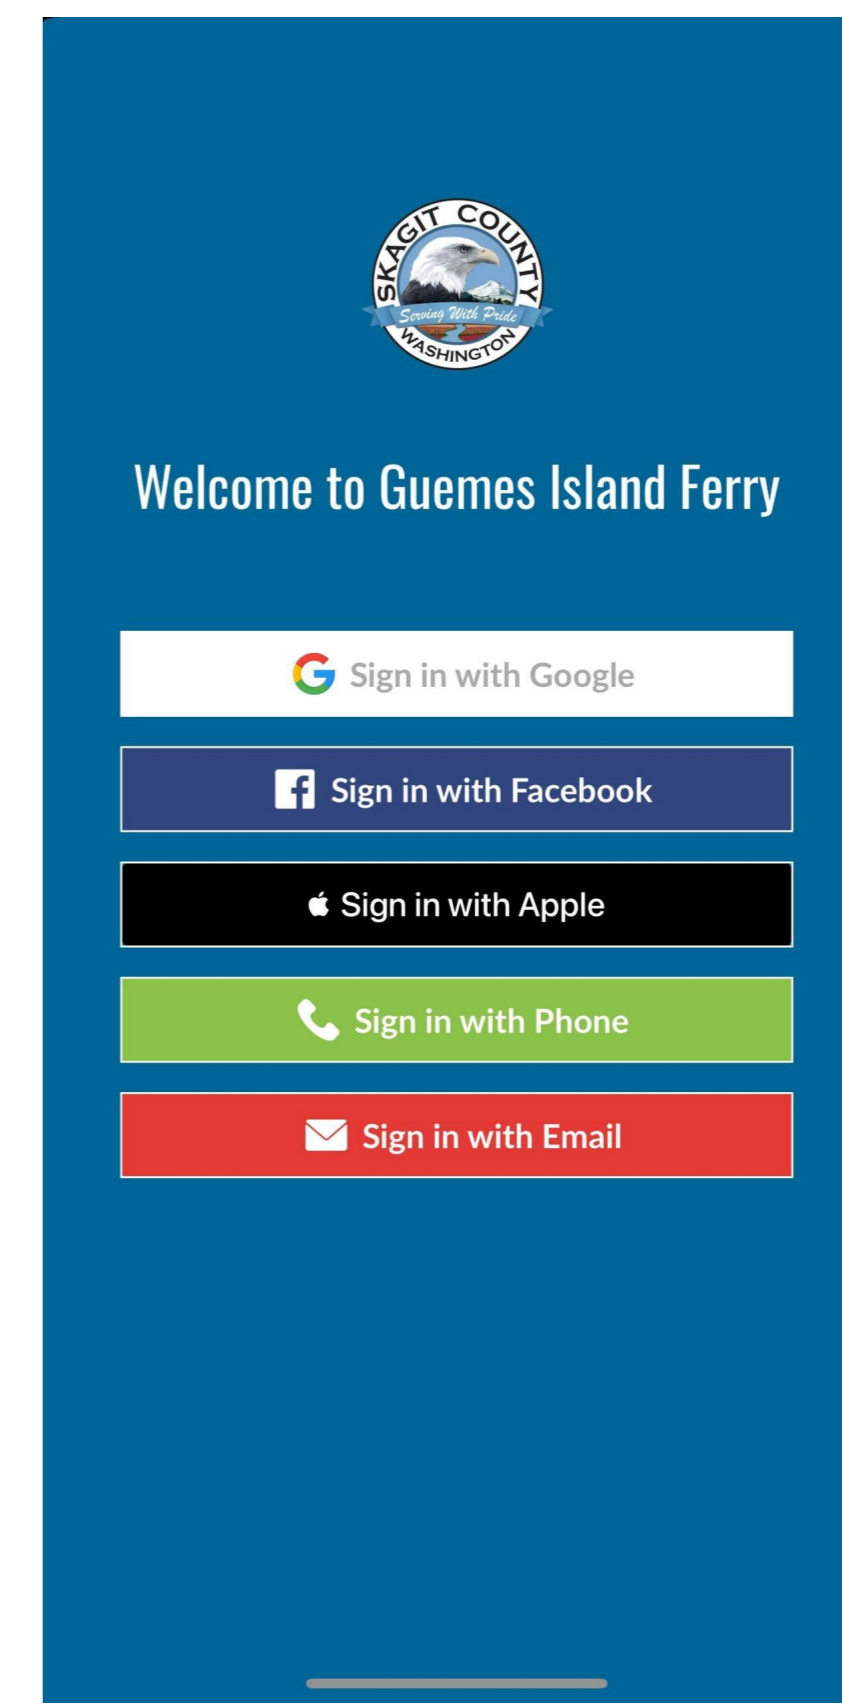 SKAGIT COUNTY
Serving With Pride
WASHINGTON
Welcome to Guemes Island Ferry
Sign in with Google
Sign in with Facebook
Sign in with Apple
Sign in with Phone
Sign in with Email